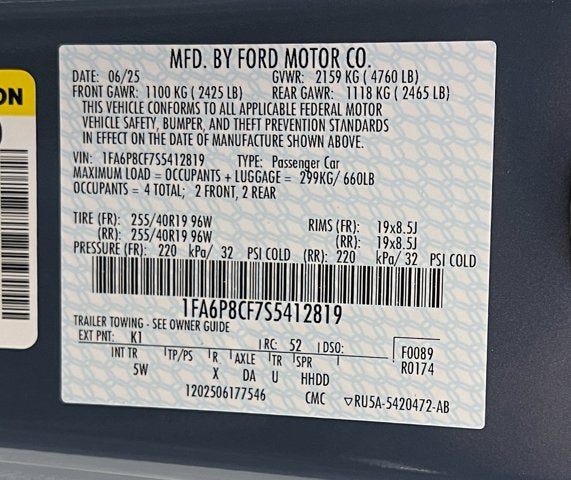 MFD. BY FORD MOTOR CO.
DATE: 06/25 GVWR: 2159 KG ( 4760 LB)
FRONT GAWR: 1100 KG ( 2425 LB) REAR GAWR: 1118 KG ( 2465 LB)
THIS VEHICLE CONFORMS TO ALL APPLICABLE FEDERAL MOTOR
VEHICLE SAFETY, BUMPER, AND THEFT PREVENTION STANDARDS
IN EFFECT ON THE DATE OF MANUFACTURE SHOWN ABOVE.
VIN: 1FA6P8CF7S5412819 TYPE: Passenger Car
MAXIMUM LOAD = OCCUPANTS + LUGGAGE = 299KG/ 660LB
OCCUPANTS = 4 TOTAL; 2 FRONT, 2 REAR
TIRE (FR): 255/40R19 96W RIMS (FR): 19x8.5J
(RR): 255/40R19 96W (RR): 19x8.5J
PRESSURE (FR): 220 kPa/ 32 PSI COLD (RR): 220 kPa/ 32 PSI COLD
1FA6P8CF7S5412819
TRAILER TOWING - SEE OWNER GUIDE
EXT PNT: K1 RC: 52 DSO: F0089
R0174
INT TR TP/PS R AXLE TR SPR
5W X DA U HHDD
1202506177546 CMC ▽RU5A-5420472-AB
ON